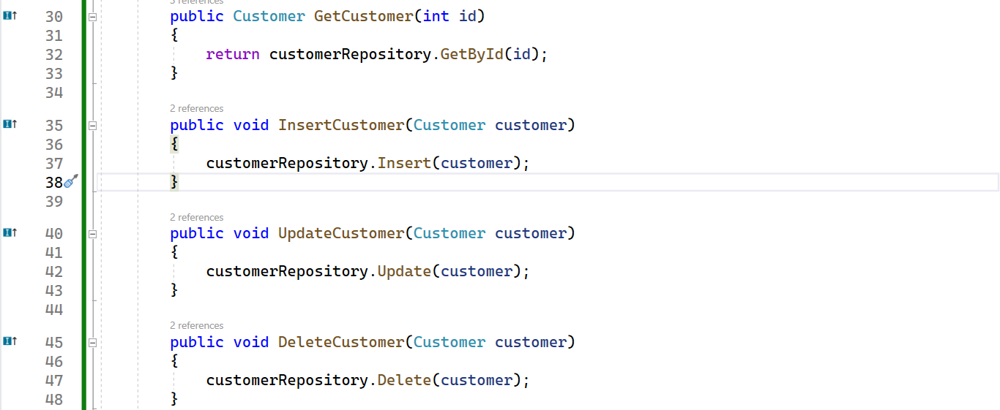 3 references
30 public Customer GetCustomer(int id)
31 {
32 return customerRepository.GetById(id);
33 }
34
2 references
35 public void InsertCustomer(Customer customer)
36 {
37 customerRepository.Insert(customer);
38 }
39
2 references
40 public void UpdateCustomer(Customer customer)
41 {
42 customerRepository.Update(customer);
43 }
44
2 references
45 public void DeleteCustomer(Customer customer)
46 {
47 customerRepository.Delete(customer);
48 }